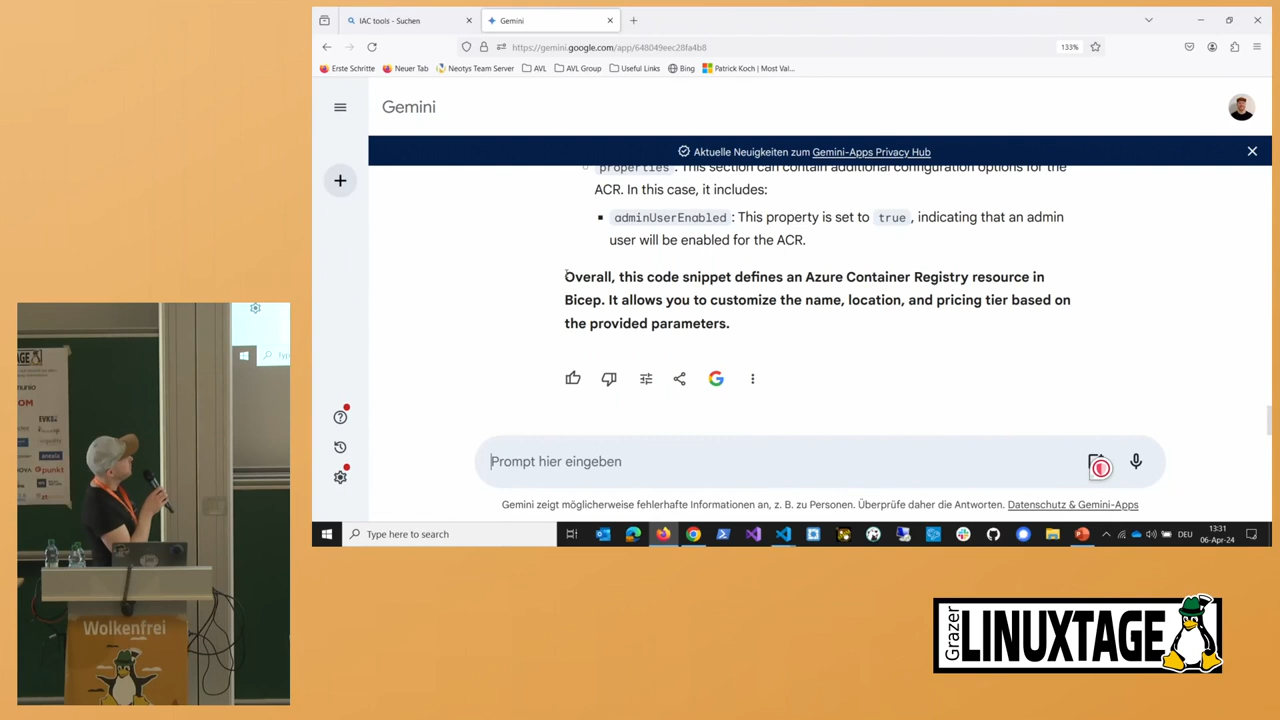 IAC tools - Suchen
Gemini
https://gemini.google.com/app/648049eec28fa4b8
133%
Erste Schritte
Neuer Tab
Neotys Team Server
AVL
AVL Group
Useful Links
Bing
Patrick Koch | Most Val...
Gemini
Aktuelle Neuigkeiten zum Gemini-Apps Privacy Hub
properties: This section can contain additional configuration options for the
ACR. In this case, it includes:
adminUserEnabled: This property is set to true, indicating that an admin
user will be enabled for the ACR.
Overall, this code snippet defines an Azure Container Registry resource in
Bicep. It allows you to customize the name, location, and pricing tier based on
the provided parameters.
Prompt hier eingeben
Gemini zeigt möglicherweise fehlerhafte Informationen an, z. B. zu Personen. Überprüfe daher die Antworten. Datenschutz & Gemini-Apps
Type here to search
DEU
13:31
06-Apr-24
TAGE
punkt
Wolkenfrei
Grazer
LINUXTAGE